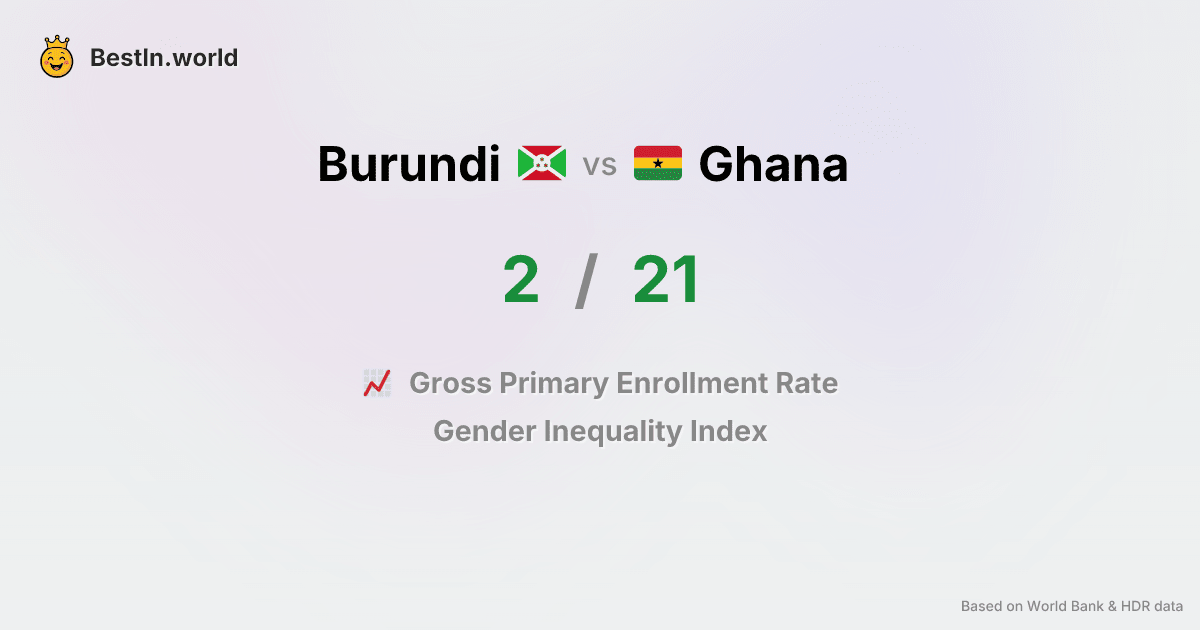 BestIn.world
Burundi vs Ghana
2 / 21
Gross Primary Enrollment Rate
Gender Inequality Index
Based on World Bank & HDR data